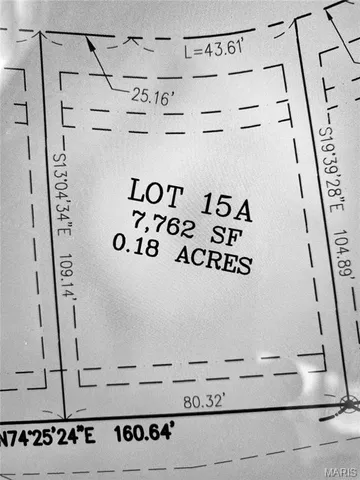 L=43.61'
25.16'
S13°04'34"E 109.14'
S19°39'28"E 104.89'
LOT 15A
7,762 SF
0.18 ACRES
80.32'
N74°25'24"E 160.64'
MARIS